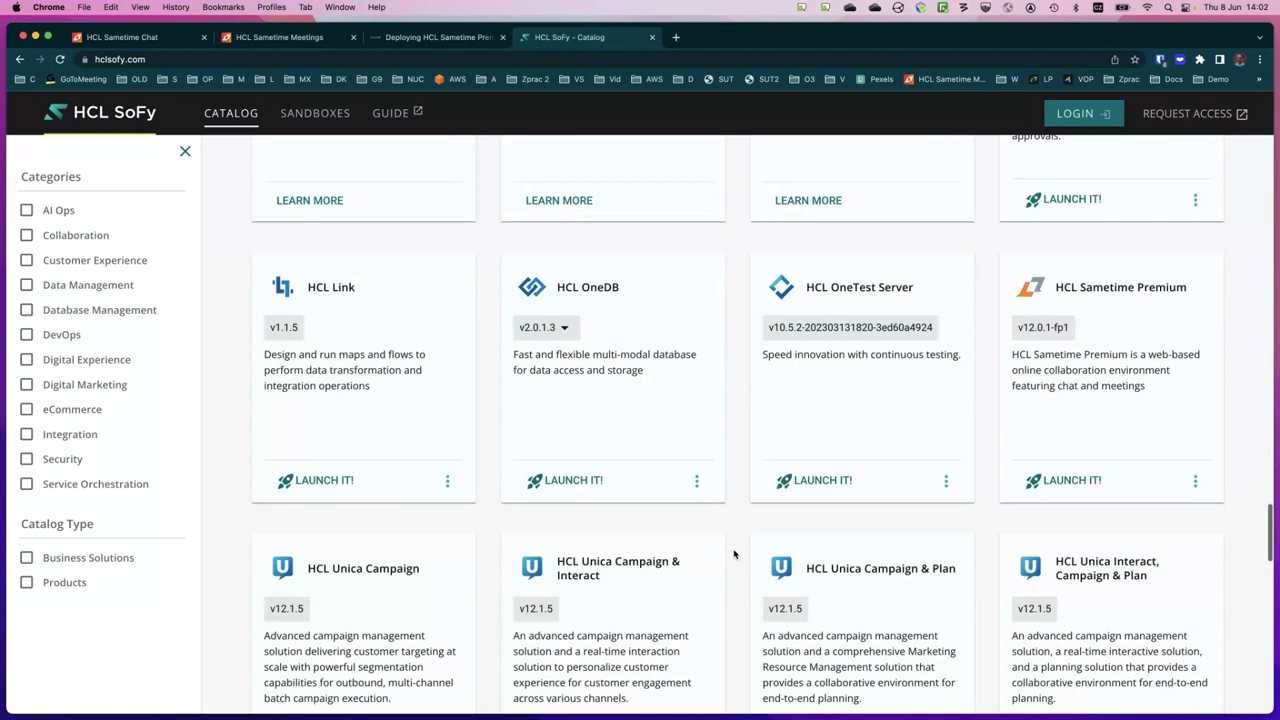 Chrome File Edit View History Bookmarks Profiles Tab Window Help Thu 8 Jun 14:02
HCL Sametime Chat HCL Sametime Meetings Deploying HCL Sametime Pren HCL SoFy - Catalog
hclsofy.com
C GoToMeeting OLD S OP M L MX DK G9 NUC AWS A Zprac 2 VS Vid AWS D SUT SUT2 O3 V Pexels HCL Sametime M... W LP VOP Zprac Docs Demo »
HCL SoFy CATALOG SANDBOXES GUIDE LOGIN REQUEST ACCESS
approvals.
LEARN MORE LEARN MORE LEARN MORE LAUNCH IT!
Categories
AI Ops
Collaboration
Customer Experience
Data Management
Database Management
DevOps
Digital Experience
Digital Marketing
eCommerce
Integration
Security
Service Orchestration
Catalog Type
Business Solutions
Products
HCL Link
v1.1.5
Design and run maps and flows to
perform data transformation and
integration operations
LAUNCH IT!
HCL OneDB
v2.0.1.3
Fast and flexible multi-modal database
for data access and storage
LAUNCH IT!
HCL OneTest Server
v10.5.2-202303131820-3ed60a4924
Speed innovation with continuous testing.
LAUNCH IT!
HCL Sametime Premium
v12.0.1-fp1
HCL Sametime Premium is a web-based
online collaboration environment
featuring chat and meetings
LAUNCH IT!
HCL Unica Campaign
v12.1.5
Advanced campaign management
solution delivering customer targeting at
scale with powerful segmentation
capabilities for outbound, multi-channel
batch campaign execution.
HCL Unica Campaign &
Interact
v12.1.5
An advanced campaign management
solution and a real-time interaction
solution to personalize customer
experience for customer engagement
across various channels.
HCL Unica Campaign & Plan
v12.1.5
An advanced campaign management
solution and a comprehensive Marketing
Resource Management solution that
provides a collaborative environment for
end-to-end planning.
HCL Unica Interact,
Campaign & Plan
v12.1.5
An advanced campaign management
solution, a real-time interactive solution,
and a planning solution that provides a
collaborative environment for end-to-end
planning.